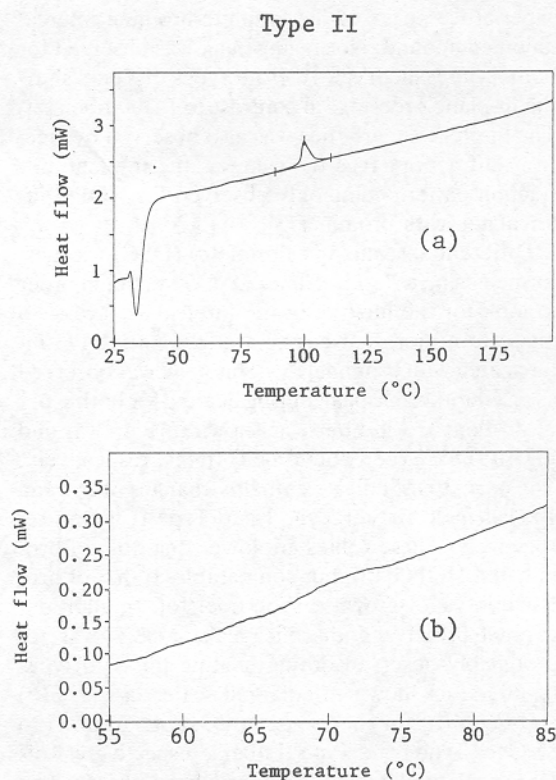 Type II
Heat flow (mW)
3
2
1
0
(a)
25 50 75 100 125 150 175
Temperature (°C)
Heat flow (mW)
0.35
0.30
0.25
0.20
0.15
0.10
0.05
0.00
(b)
55 60 65 70 75 80 85
Temperature (°C)